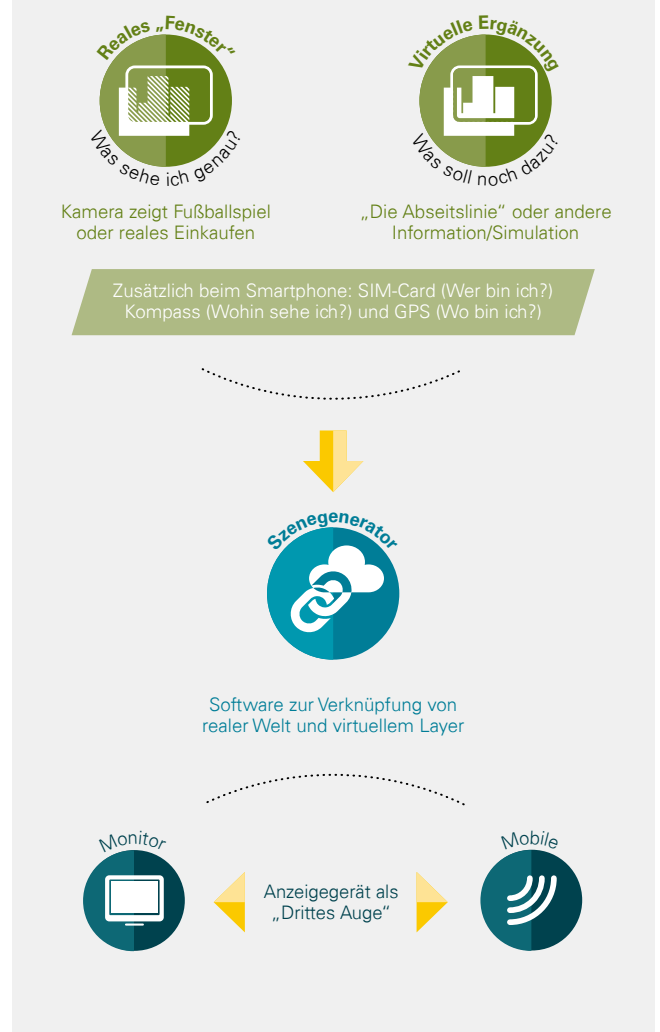 Reales „Fenster“
Was sehe ich genau?
Kamera zeigt Fußballspiel
oder reales Einkaufen
Virtuelle Ergänzung
Was soll noch dazu?
„Die Abseitslinie“ oder andere
Information/Simulation
Zusätzlich beim Smartphone: SIM-Card (Wer bin ich?)
Kompass (Wohin sehe ich?) und GPS (Wo bin ich?)
Szenegenerator
Software zur Verknüpfung von
realer Welt und virtuellem Layer
Monitor
Anzeigegerät als
„Drittes Auge“
Mobile